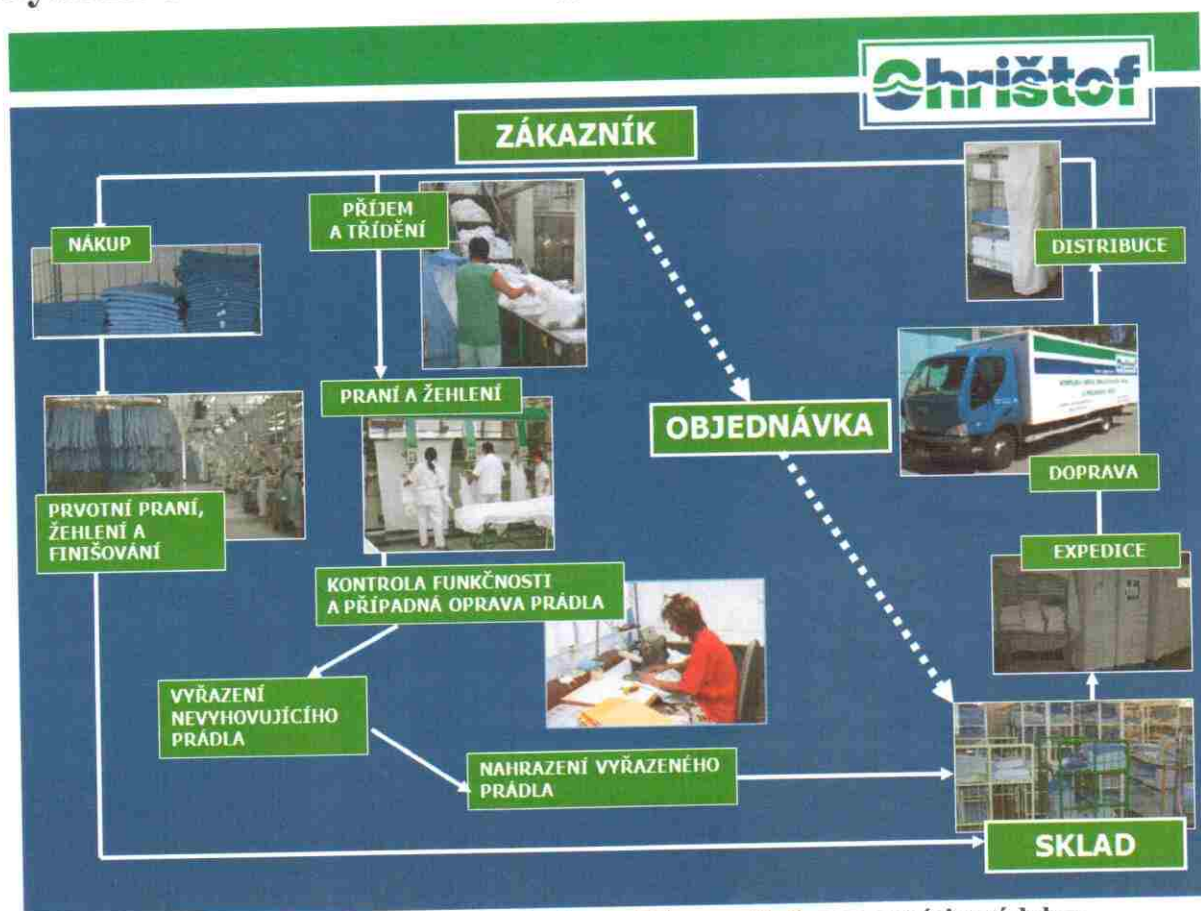 Chrištof
ZÁKAZNÍK
NÁKUP
PŘÍJEM
A TŘÍDĚNÍ
DISTRIBUCE
PRANÍ A ŽEHLENÍ
OBJEDNÁVKA
DOPRAVA
PRVOTNÍ PRANÍ,
ŽEHLENÍ A
FINIŠOVÁNÍ
EXPEDICE
KONTROLA FUNKČNOSTI
A PŘÍPADNÁ OPRAVA PRÁDLA
VYŘAZENÍ
NEVYHOVUJÍCÍHO
PRÁDLA
NAHRAZENÍ VYŘAZENÉHO
PRÁDLA
SKLAD